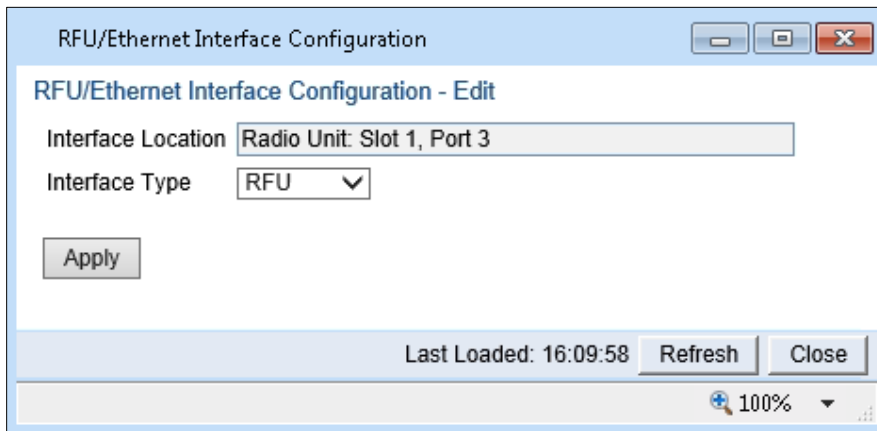 RFU/Ethernet Interface Configuration
RFU/Ethernet Interface Configuration - Edit
Interface Location Radio Unit: Slot 1, Port 3
Interface Type RFU
Apply
Last Loaded: 16:09:58 Refresh Close
100%